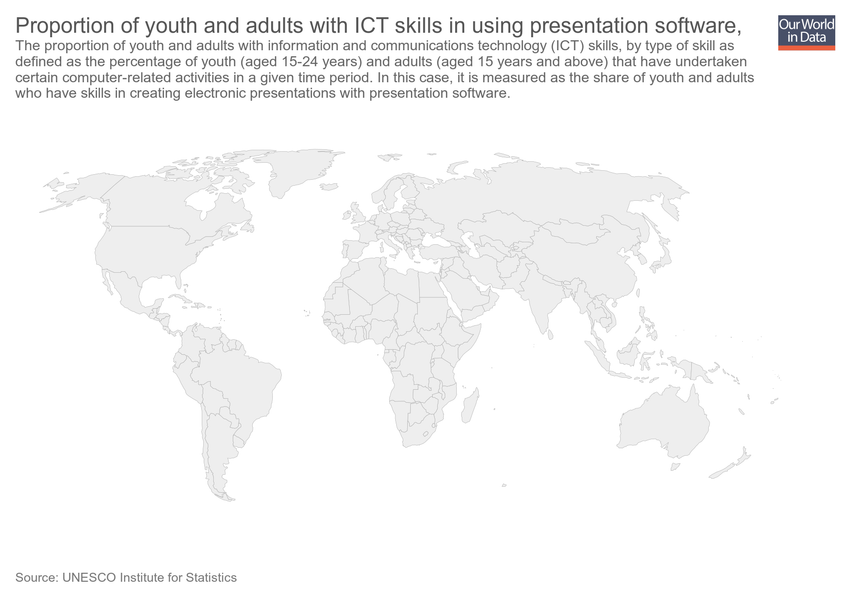 Proportion of youth and adults with ICT skills in using presentation software,
Our World
in Data
The proportion of youth and adults with information and communications technology (ICT) skills, by type of skill as
defined as the percentage of youth (aged 15-24 years) and adults (aged 15 years and above) that have undertaken
certain computer-related activities in a given time period. In this case, it is measured as the share of youth and adults
who have skills in creating electronic presentations with presentation software.
Source: UNESCO Institute for Statistics